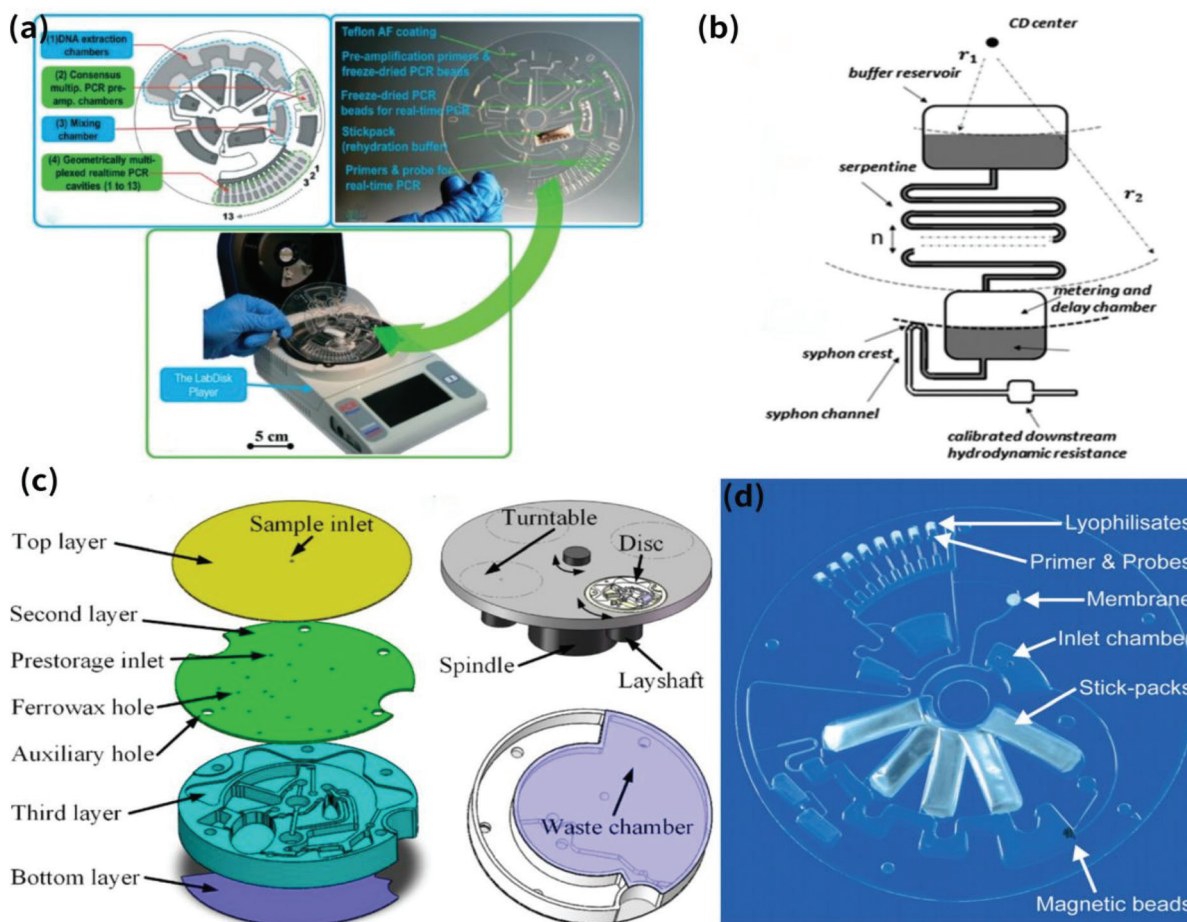 (a)
(1)DNA extraction
chambers
(2) Consensus
multip. PCR pre-
amp. chambers
(3) Mixing
chamber
(4) Geometrically multi-
plexed realtime PCR
cavities (1 to 13)
1
2
3
13
Teflon AF coating
Pre-amplification primers &
freeze-dried PCR beads
Freeze-dried PCR
beads for real-time PCR
Stickpack
(rehydration buffer)
Primers & probe for
real-time PCR
The LabDisk
Player
5 cm
(b)
CD center
r₁
buffer reservoir
serpentine
r₂
n
metering and
delay chamber
syphon crest
syphon channel
calibrated downstream
hydrodynamic resistance
(c)
Top layer
Sample inlet
Second layer
Prestorage inlet
Ferrowax hole
Auxiliary hole
Third layer
Bottom layer
Turntable
Disc
Spindle
Layshaft
Waste chamber
(d)
Lyophilisates
Primer & Probes
Membrane
Inlet chamber
Stick-packs
Magnetic beads